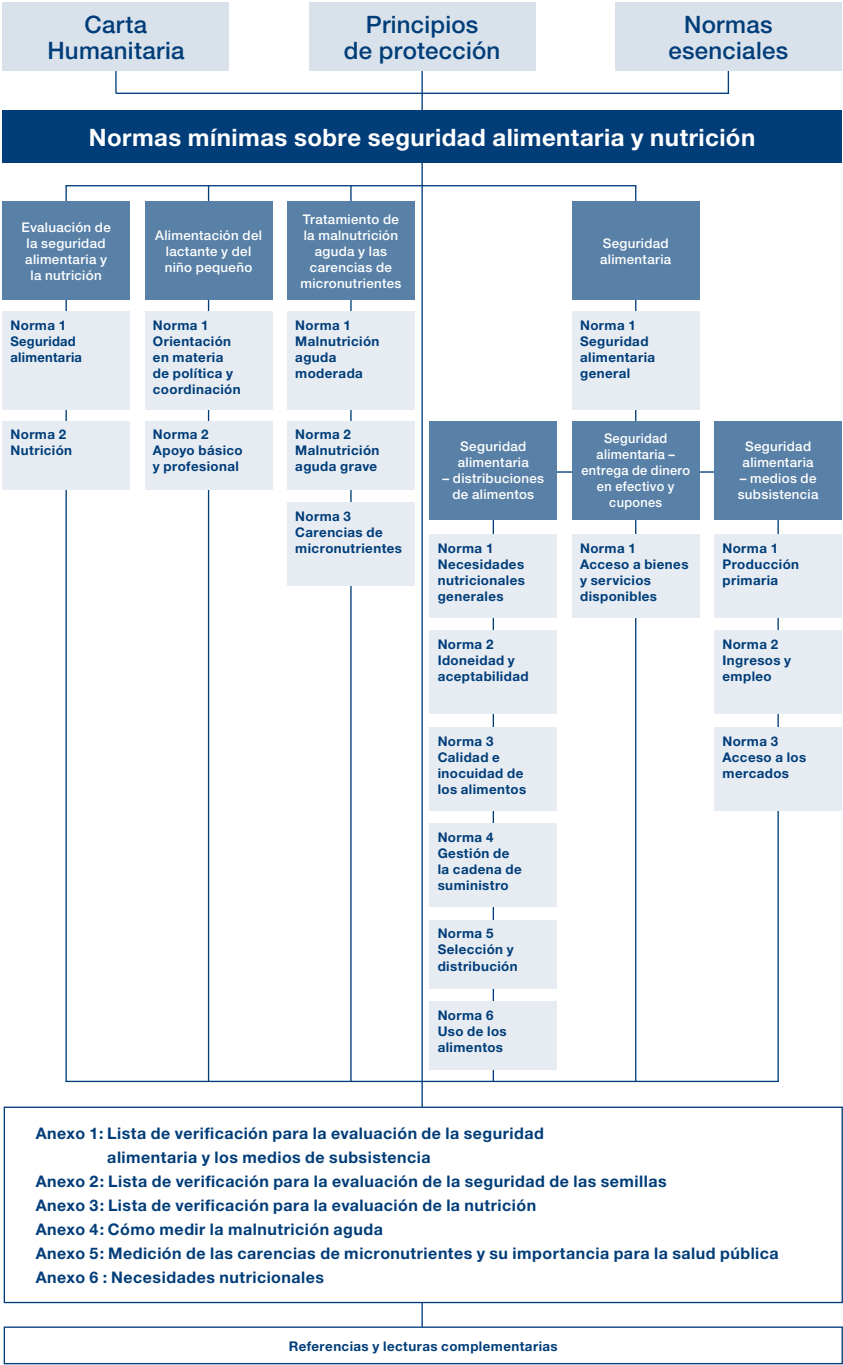 Carta
Humanitaria
Principios
de protección
Normas
esenciales
Normas mínimas sobre seguridad alimentaria y nutrición
Evaluación de
la seguridad
alimentaria y
la nutrición
Norma 1
Seguridad
alimentaria
Norma 2
Nutrición
Alimentación del
lactante y del
niño pequeño
Norma 1
Orientación
en materia
de política y
coordinación
Norma 2
Apoyo básico
y profesional
Tratamiento de
la malnutrición
aguda y las
carencias de
micronutrientes
Norma 1
Malnutrición
aguda
moderada
Norma 2
Malnutrición
aguda grave
Norma 3
Carencias de
micronutrientes
Seguridad
alimentaria
Norma 1
Seguridad
alimentaria
general
Seguridad
alimentaria
– distribuciones
de alimentos
Norma 1
Necesidades
nutricionales
generales
Norma 2
Idoneidad y
aceptabilidad
Norma 3
Calidad e
inocuidad de
los alimentos
Norma 4
Gestión de
la cadena de
suministro
Norma 5
Selección y
distribución
Norma 6
Uso de los
alimentos
Seguridad
alimentaria –
entrega de dinero
en efectivo y
cupones
Norma 1
Acceso a bienes
y servicios
disponibles
Seguridad
alimentaria
– medios de
subsistencia
Norma 1
Producción
primaria
Norma 2
Ingresos y
empleo
Norma 3
Acceso a los
mercados
Anexo 1: Lista de verificación para la evaluación de la seguridad
alimentaria y los medios de subsistencia
Anexo 2: Lista de verificación para la evaluación de la seguridad de las semillas
Anexo 3: Lista de verificación para la evaluación de la nutrición
Anexo 4: Cómo medir la malnutrición aguda
Anexo 5: Medición de las carencias de micronutrientes y su importancia para la salud pública
Anexo 6 : Necesidades nutricionales
Referencias y lecturas complementarias